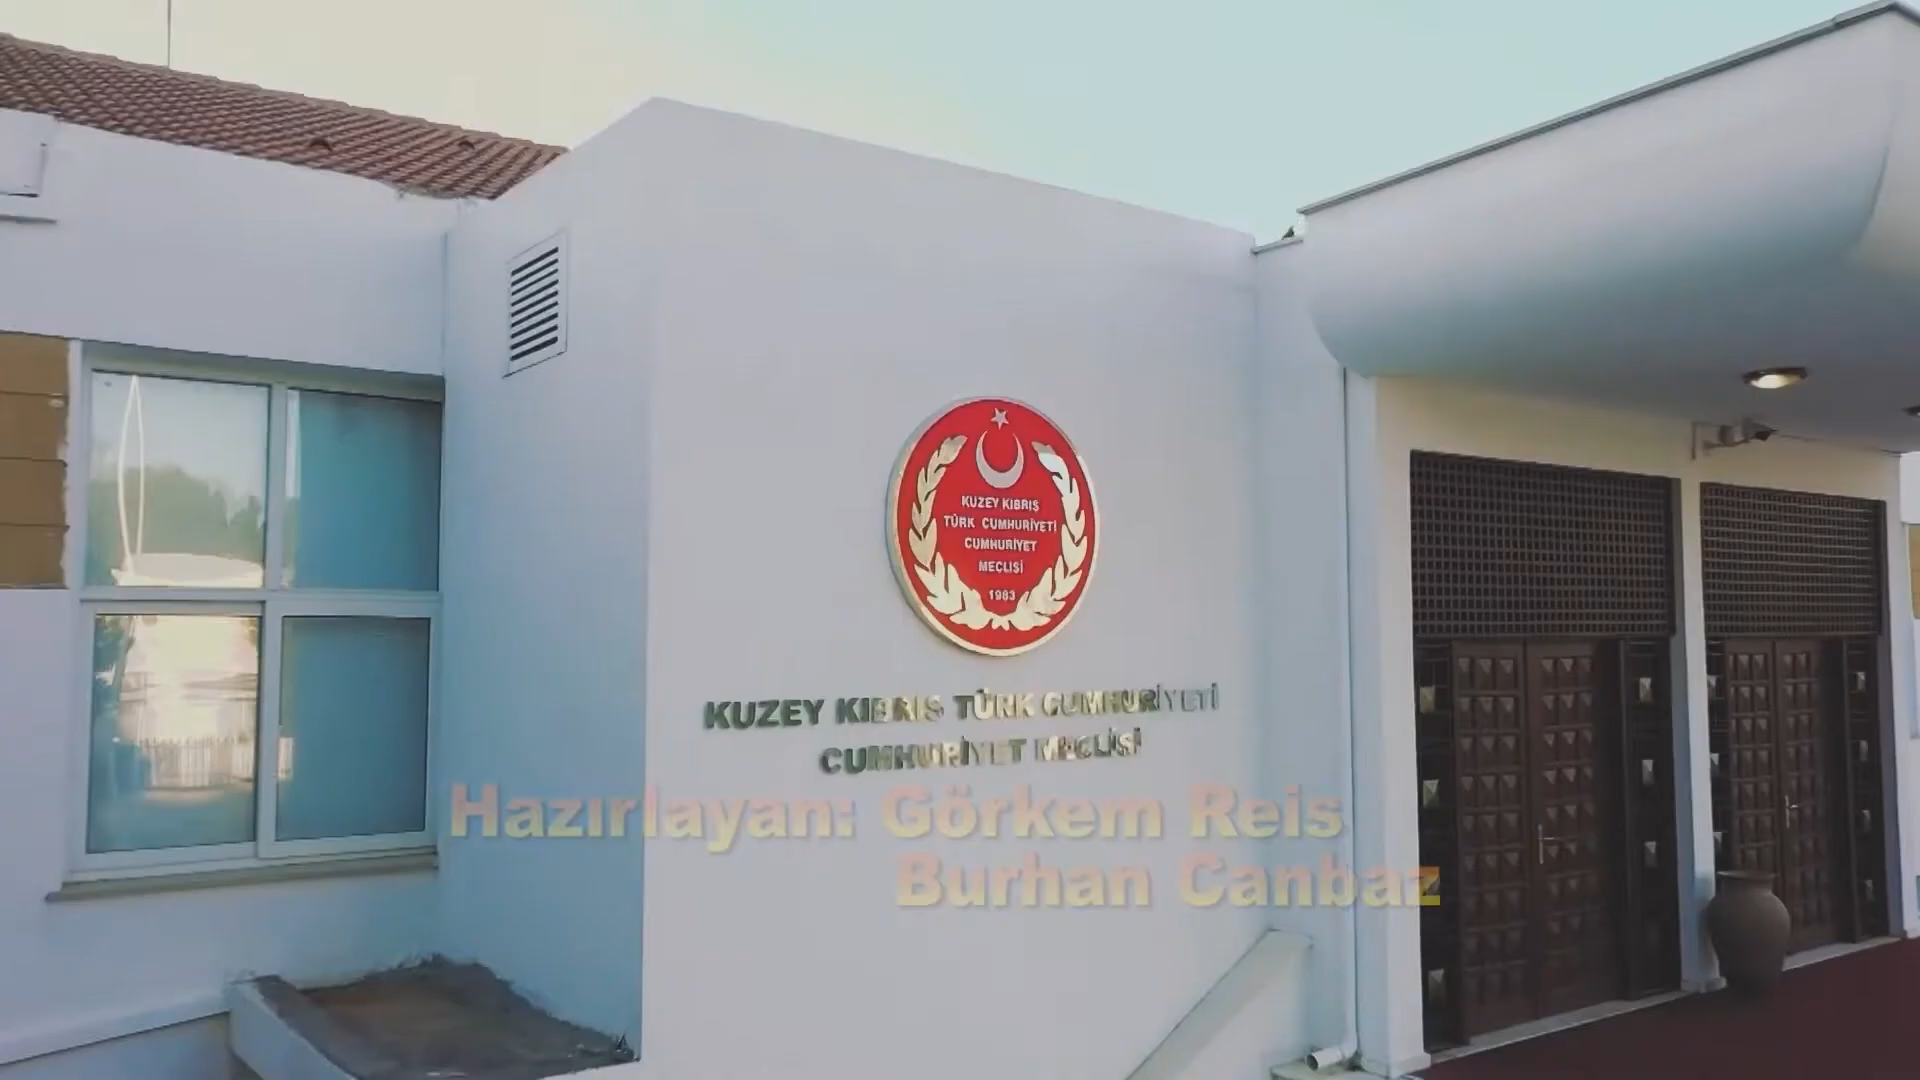 KUZEY KIBRIS
TÜRK CUMHURİYETİ
CUMHURİYET
MECLİSİ
1983
KUZEY KIBRIS TÜRK CUMHURİYETİ
CUMHURİYET MECLİSİ
Hazırlayan: Görkem Reis
Burhan Canbaz